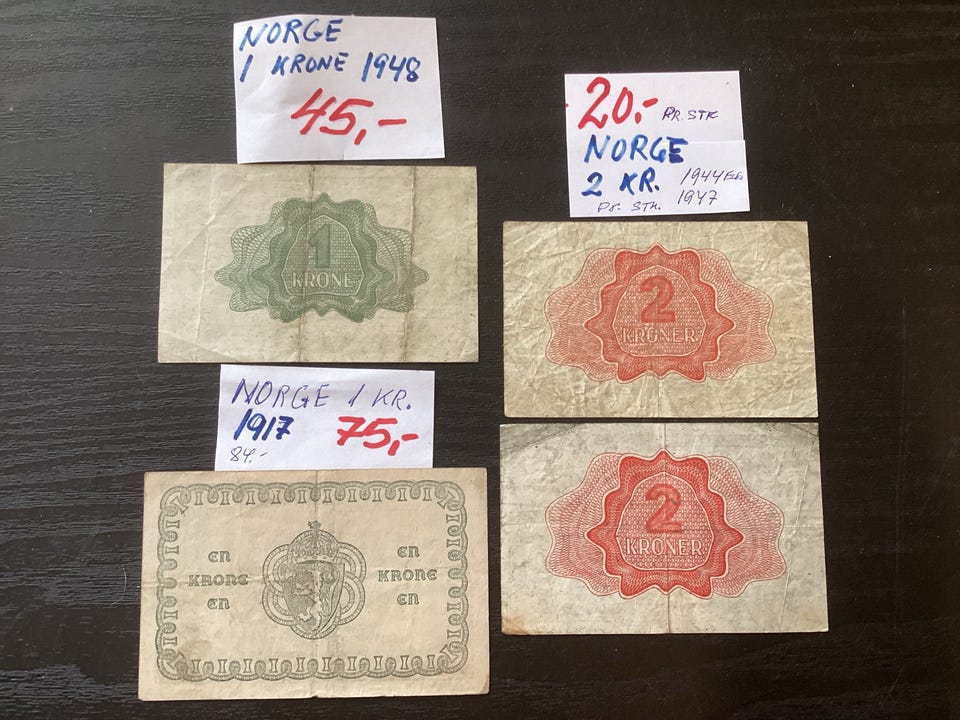 NORGE
1 KRONE 1948
45,-
1
KRONE
20.- PR. STK
NORGE
2 KR. 1944
1947
Pr. STK.
2
KRONER
NORGE 1 KR.
1917 75,-
84.-
EN
KRONE
EN
EN
KRONE
EN
2
KRONER